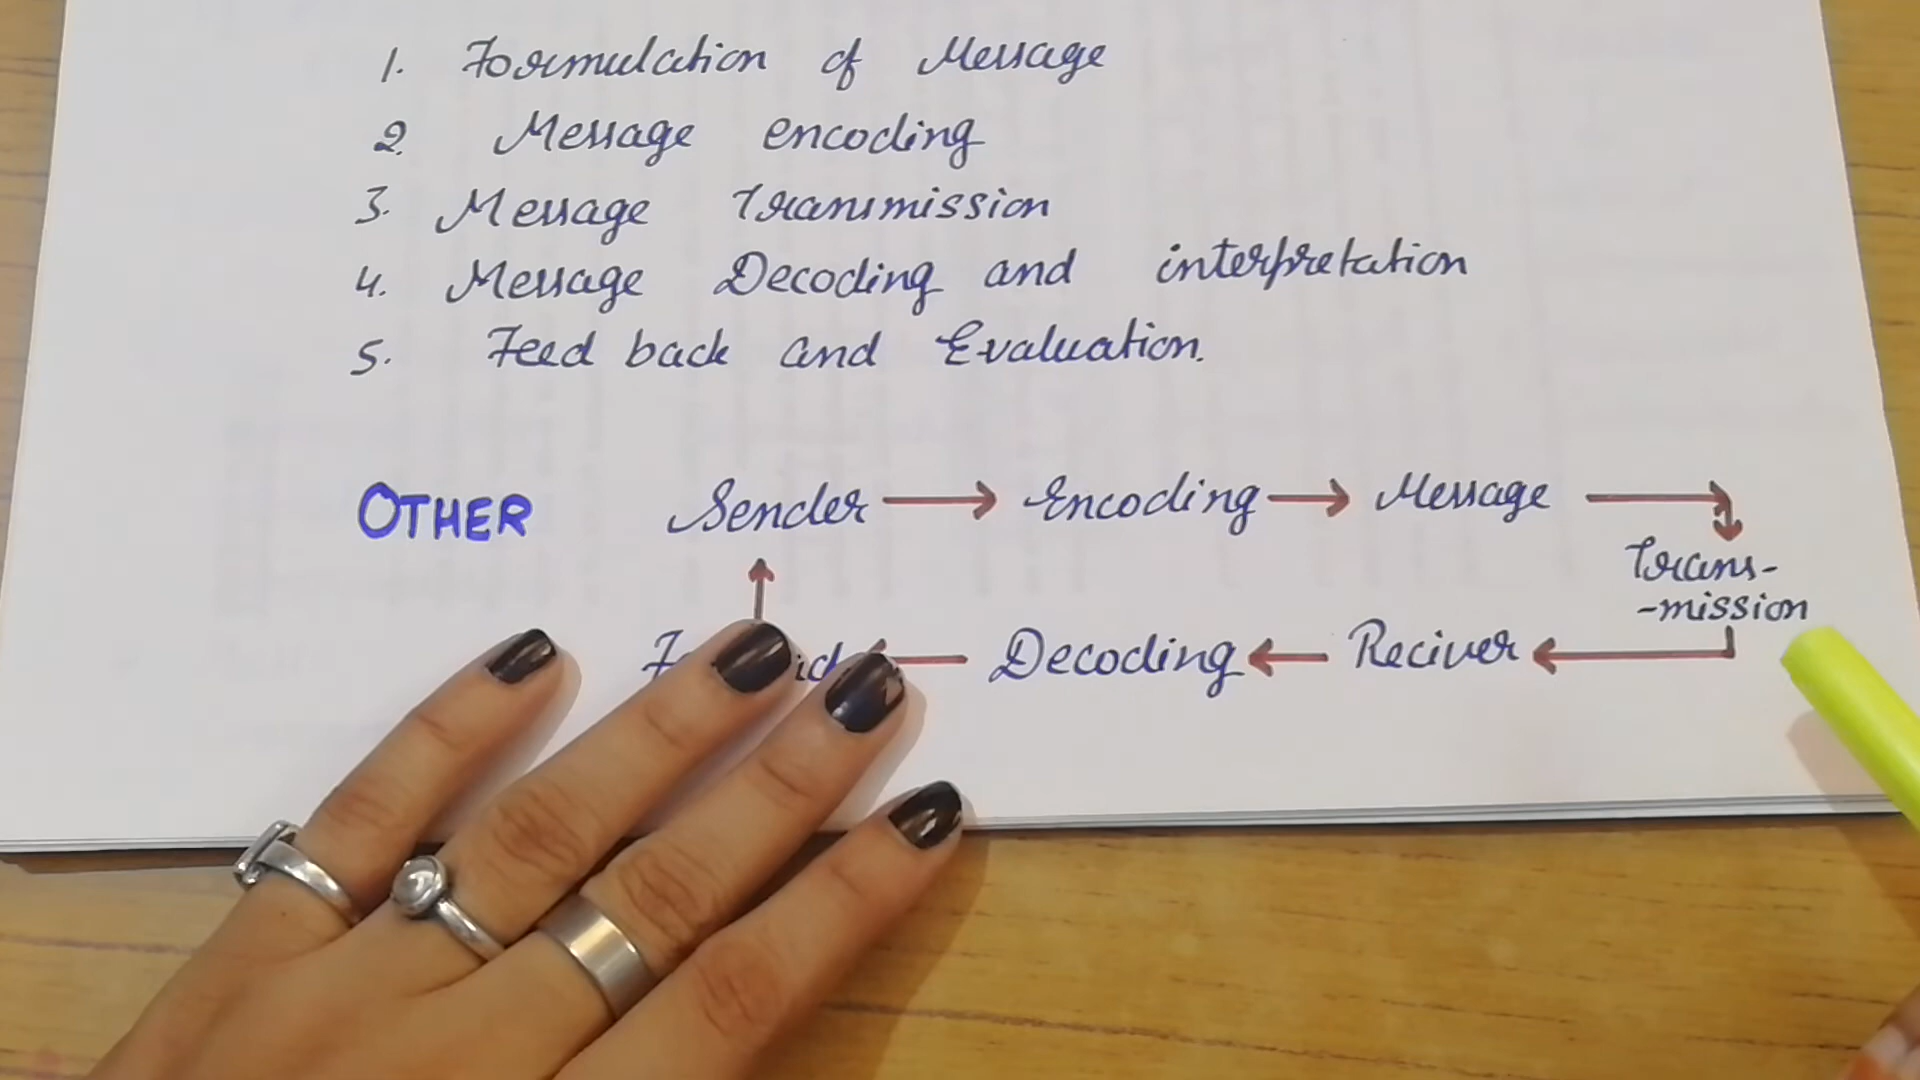 1. Formulation of Message
2. Message encoding
3. Message Transmission
4. Message Decoding and interpretation
5. Feed back and Evaluation.
OTHER Sender → Encoding → Message
Trans-
-mission
Decoding ← Reciver ←